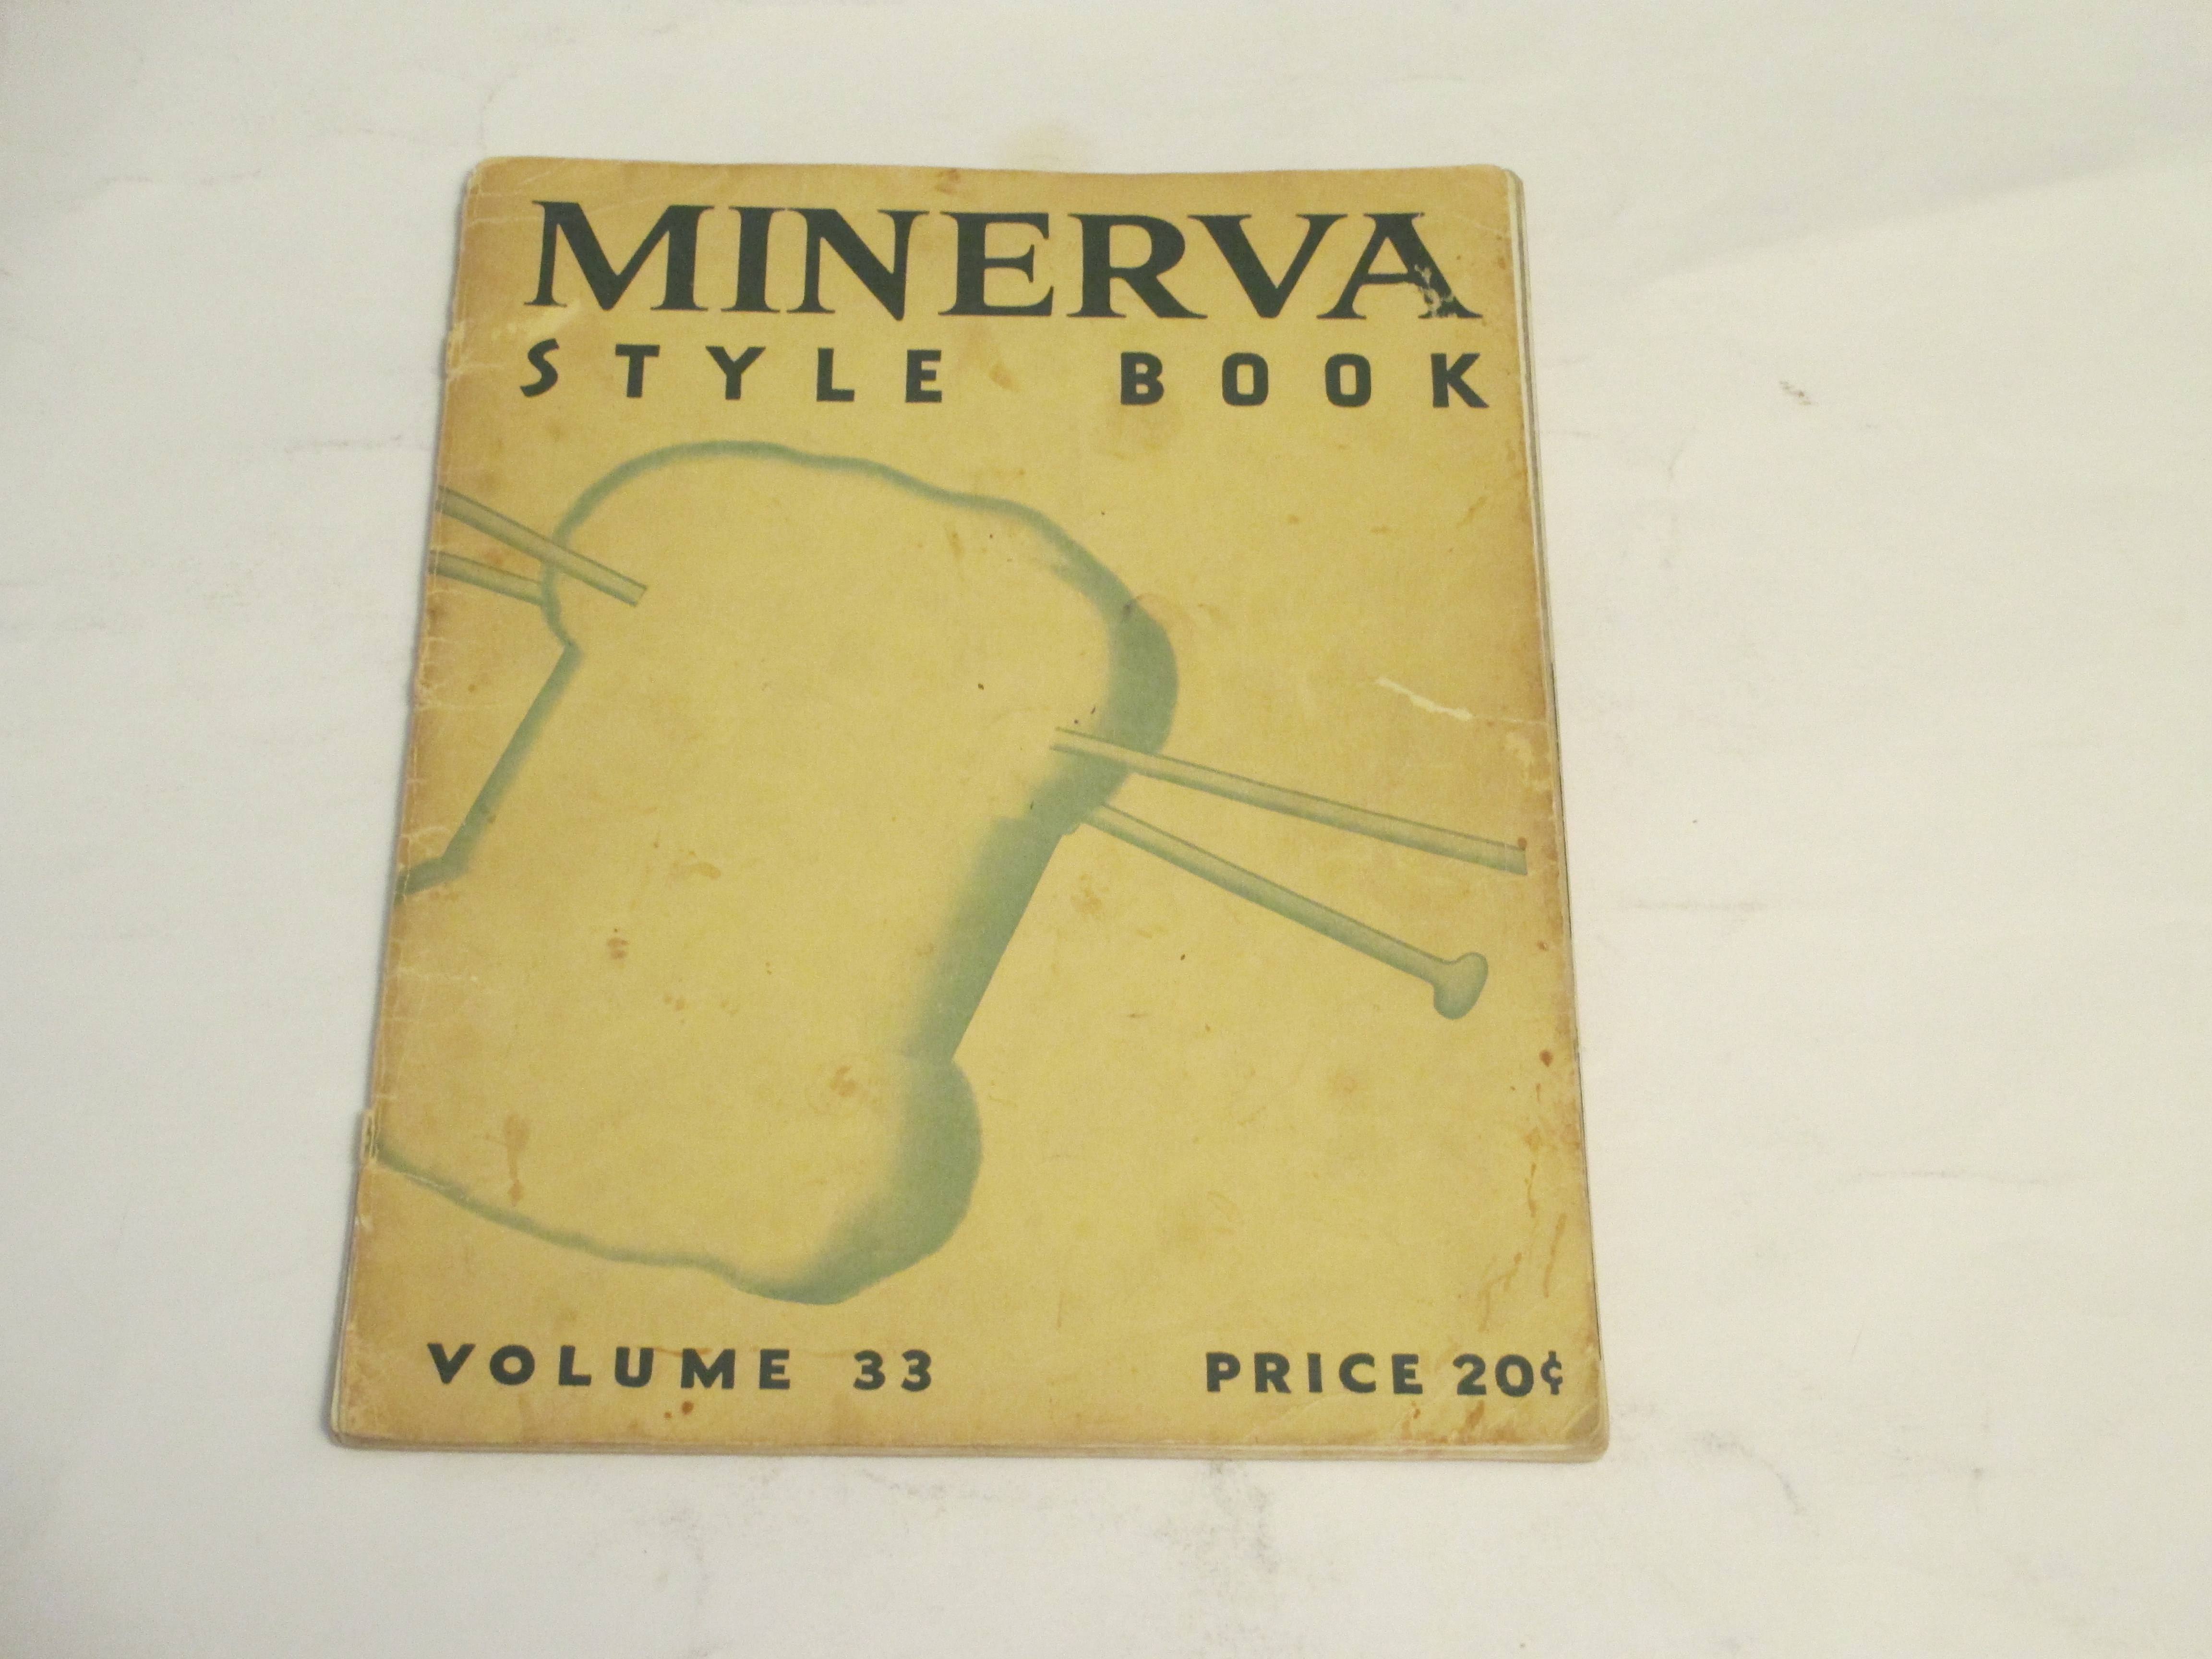 MINERVA
STYLE BOOK
VOLUME 33 PRICE 20¢